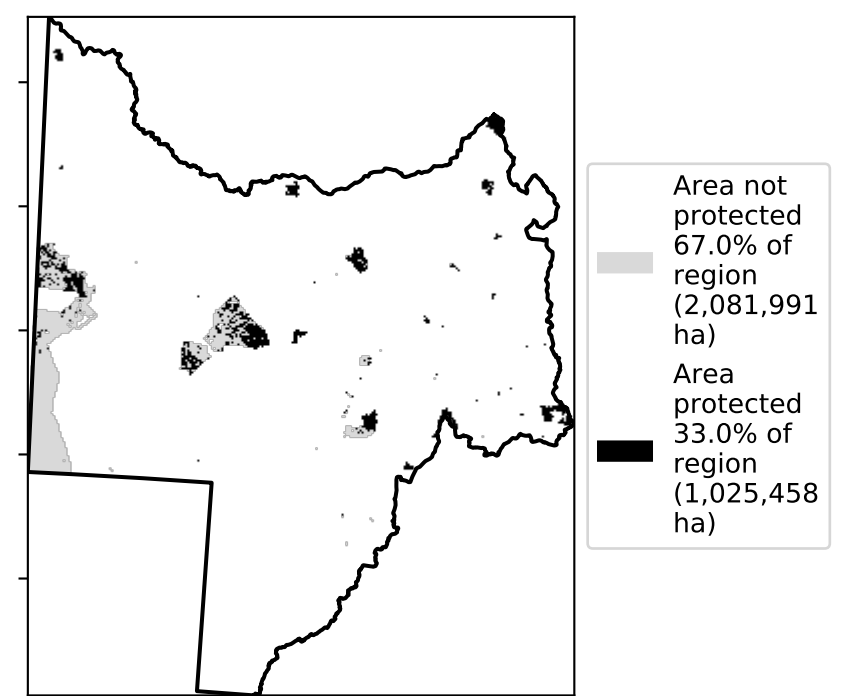 Area not
protected
67.0% of
region
(2,081,991
ha)
Area
protected
33.0% of
region
(1,025,458
ha)